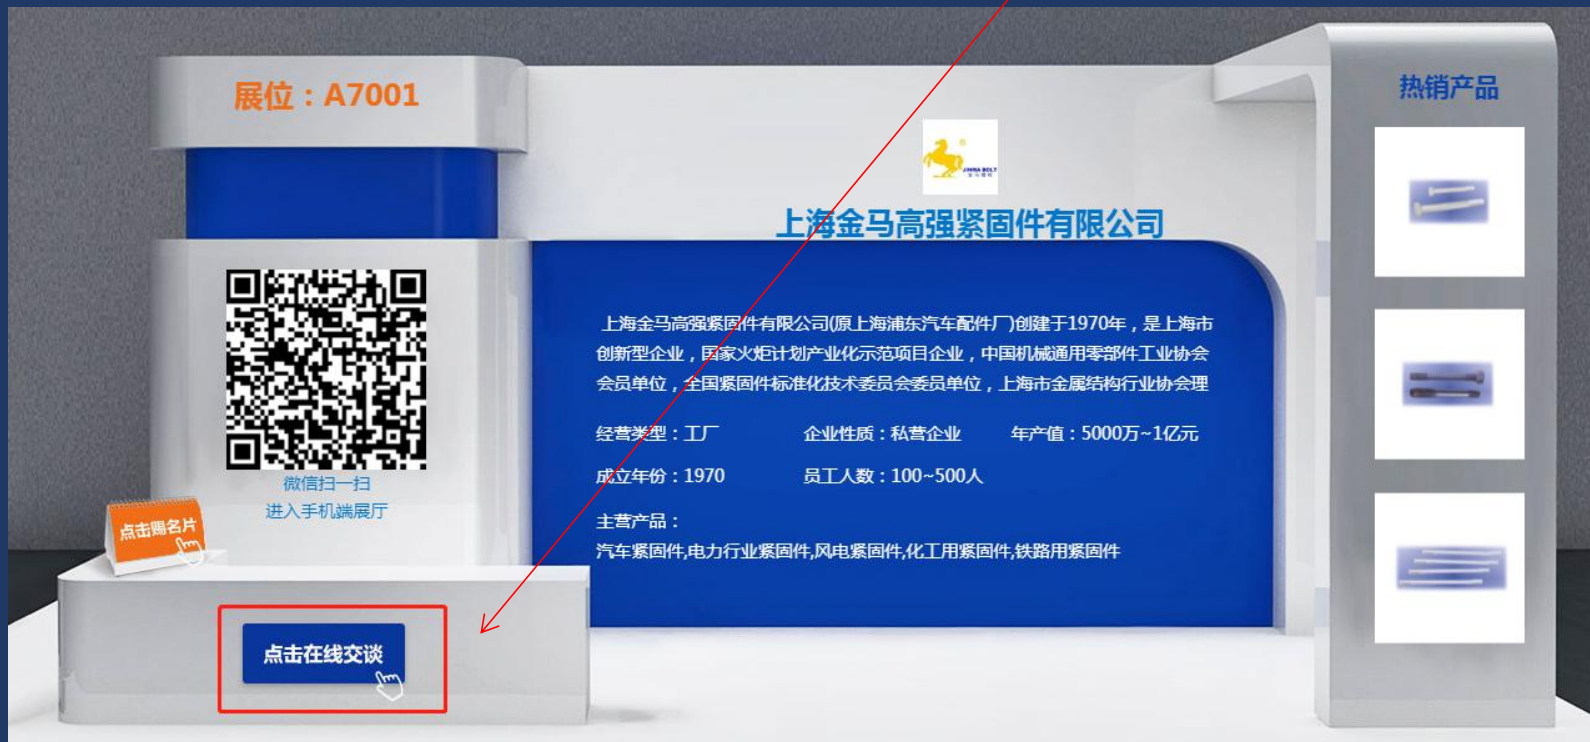 展位：A7001
热销产品
JINMA BOLT
上海金马高强紧固件有限公司
上海金马高强紧固件有限公司(原上海浦东汽车配件厂)创建于1970年，是上海市
创新型企业，国家火炬计划产业化示范项目企业，中国机械通用零部件工业协会
会员单位，全国紧固件标准化技术委员会委员单位，上海市金属结构行业协会理
经营类型：工厂 企业性质：私营企业 年产值：5000万~1亿元
成立年份：1970 员工人数：100~500人
主营产品：
汽车紧固件,电力行业紧固件,风电紧固件,化工用紧固件,铁路用紧固件
微信扫一扫
进入手机端展厅
点击赐名片
点击在线交谈